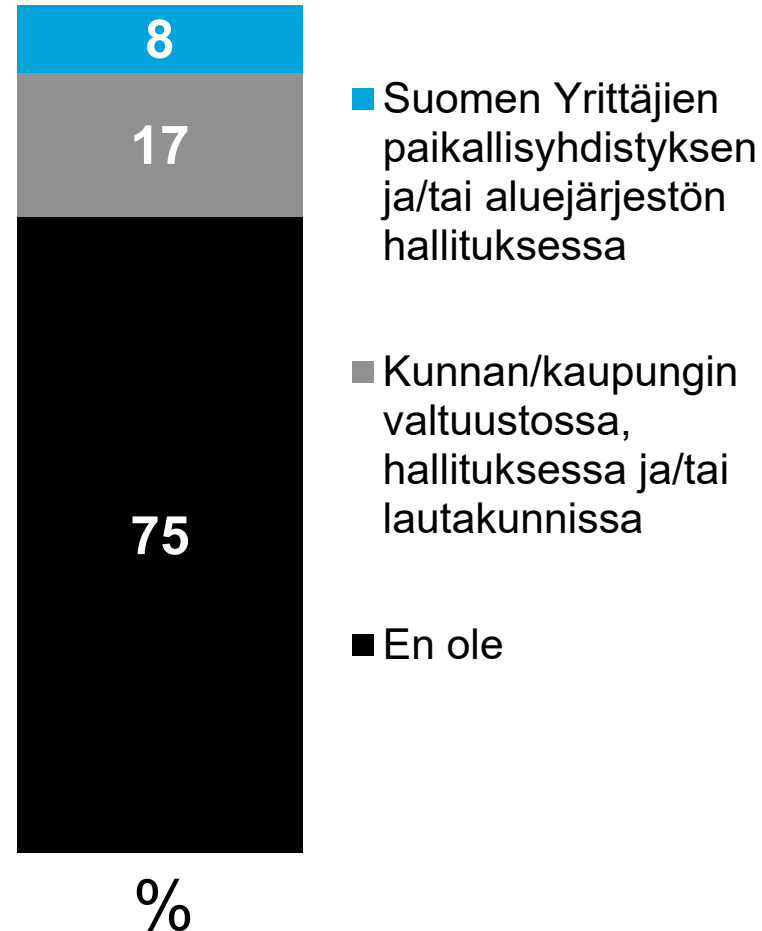 8
17
75
%
Suomen Yrittäjien
paikallisyhdistyksen
ja/tai aluejärjestön
hallituksessa
Kunnan/kaupungin
valtuustossa,
hallituksessa ja/tai
lautakunnissa
En ole